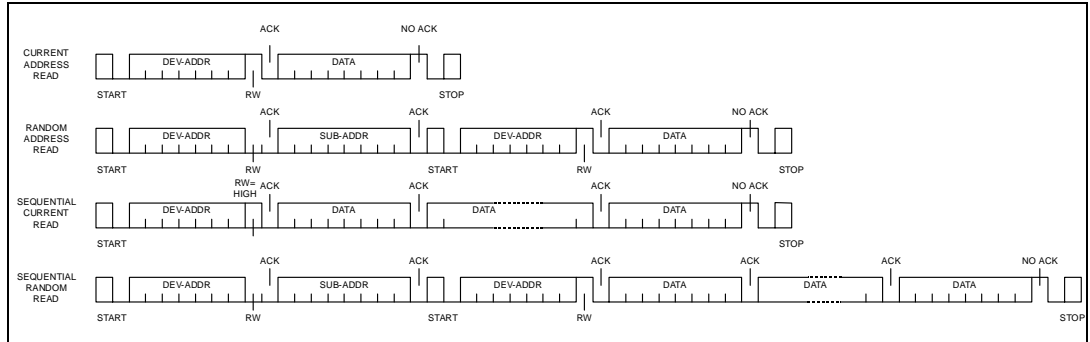 ACK NO ACK
CURRENT
ADDRESS
READ
DEV-ADDR DATA
START RW STOP
ACK ACK ACK NO ACK
RANDOM
ADDRESS
READ
DEV-ADDR SUB-ADDR DEV-ADDR DATA
START RW START RW STOP
RW=
HIGH
ACK ACK ACK NO ACK
SEQUENTIAL
CURRENT
READ
DEV-ADDR DATA DATA DATA
START STOP
ACK ACK ACK ACK ACK NO ACK
SEQUENTIAL
RANDOM
READ
DEV-ADDR SUB-ADDR DEV-ADDR DATA DATA DATA
START RW START RW STOP